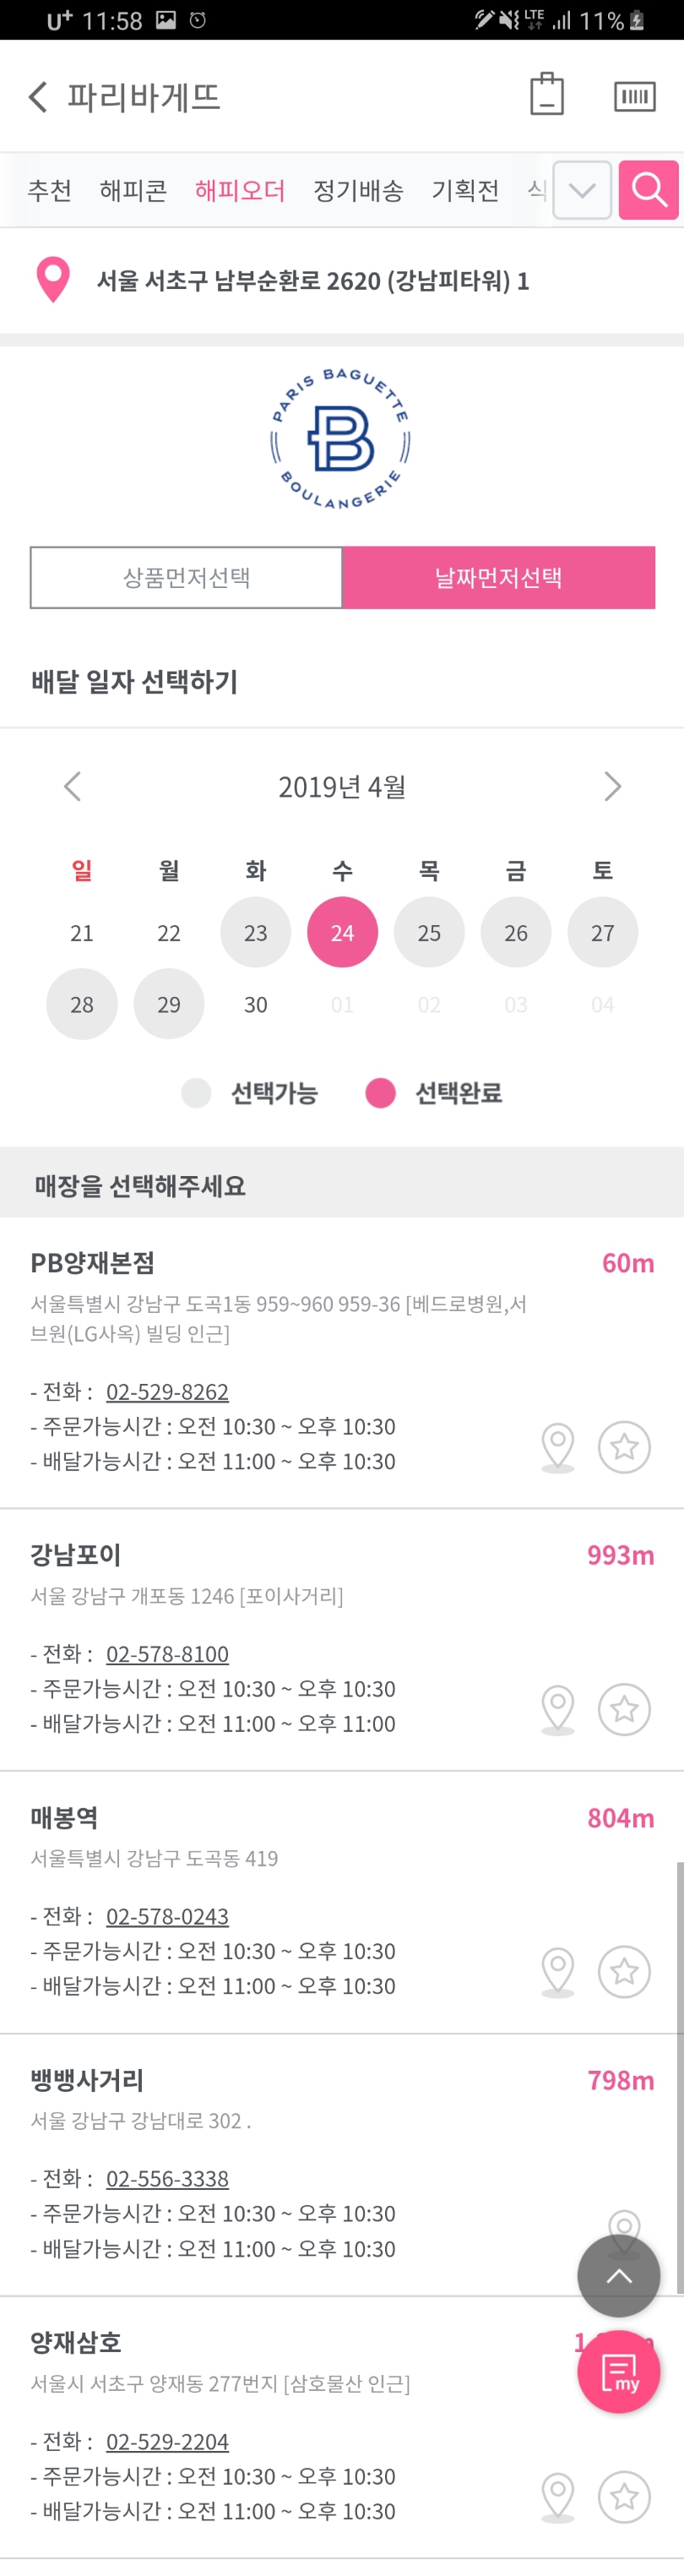 U+ 11:58 LTE 11%
파리바게뜨
추천 해피콘 해피오더 정기배송 기획전
서울 서초구 남부순환로 2620 (강남피타워) 1
PARIS BAGUETTE
B
BOULANGERIE
상품먼저선택 날짜먼저선택
배달 일자 선택하기
2019년 4월
일 월 화 수 목 금 토
21 22 23 24 25 26 27
28 29 30 01 02 03 04
선택가능 선택완료
매장을 선택해주세요
PB양재본점 60m
서울특별시 강남구 도곡1동 959~960 959-36 [베드로병원,서
브원(LG사옥) 빌딩 인근]
- 전화 : 02-529-8262
- 주문가능시간 : 오전 10:30 ~ 오후 10:30
- 배달가능시간 : 오전 11:00 ~ 오후 10:30
강남포이 993m
서울 강남구 개포동 1246 [포이사거리]
- 전화 : 02-578-8100
- 주문가능시간 : 오전 10:30 ~ 오후 10:30
- 배달가능시간 : 오전 11:00 ~ 오후 11:00
매봉역 804m
서울특별시 강남구 도곡동 419
- 전화 : 02-578-0243
- 주문가능시간 : 오전 10:30 ~ 오후 10:30
- 배달가능시간 : 오전 11:00 ~ 오후 10:30
뱅뱅사거리 798m
서울 강남구 강남대로 302 .
- 전화 : 02-556-3338
- 주문가능시간 : 오전 10:30 ~ 오후 10:30
- 배달가능시간 : 오전 11:00 ~ 오후 10:30
양재삼호
my
서울시 서초구 양재동 277번지 [삼호물산 인근]
- 전화 : 02-529-2204
- 주문가능시간 : 오전 10:30 ~ 오후 10:30
- 배달가능시간 : 오전 11:00 ~ 오후 10:30